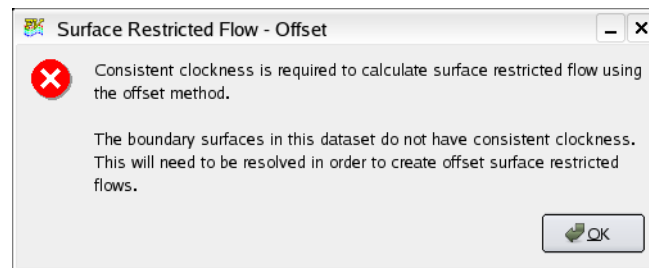 Surface Restricted Flow - Offset
Consistent clockness is required to calculate surface restricted flow using
the offset method.
The boundary surfaces in this dataset do not have consistent clockness.
This will need to be resolved in order to create offset surface restricted
flows.
OK